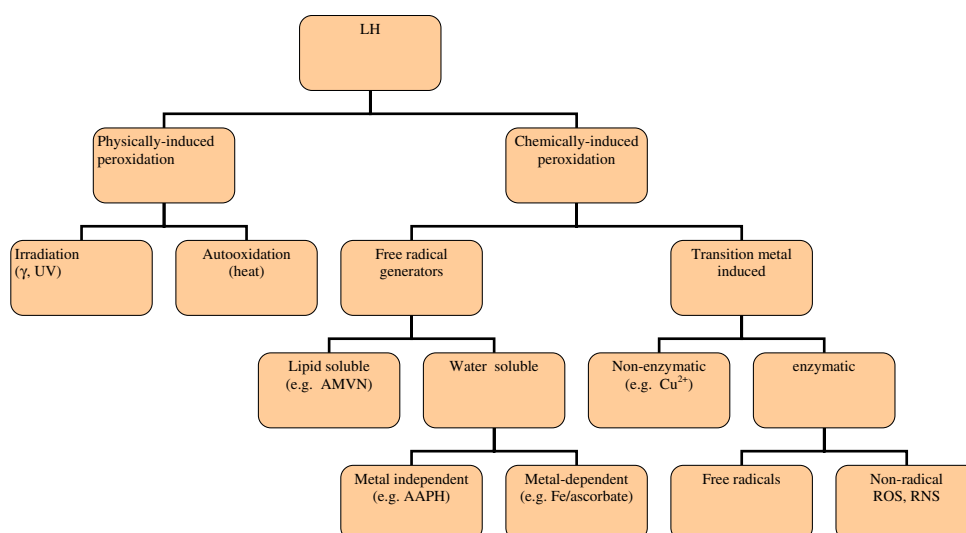 LH
Physically-induced
peroxidation
Chemically-induced
peroxidation
Irradiation
(γ, UV)
Autooxidation
(heat)
Free radical
generators
Transition metal
induced
Lipid soluble
(e.g. AMVN)
Water soluble
Non-enzymatic
(e.g. Cu²⁺)
enzymatic
Metal independent
(e.g. AAPH)
Metal-dependent
(e.g. Fe/ascorbate)
Free radicals
Non-radical
ROS, RNS